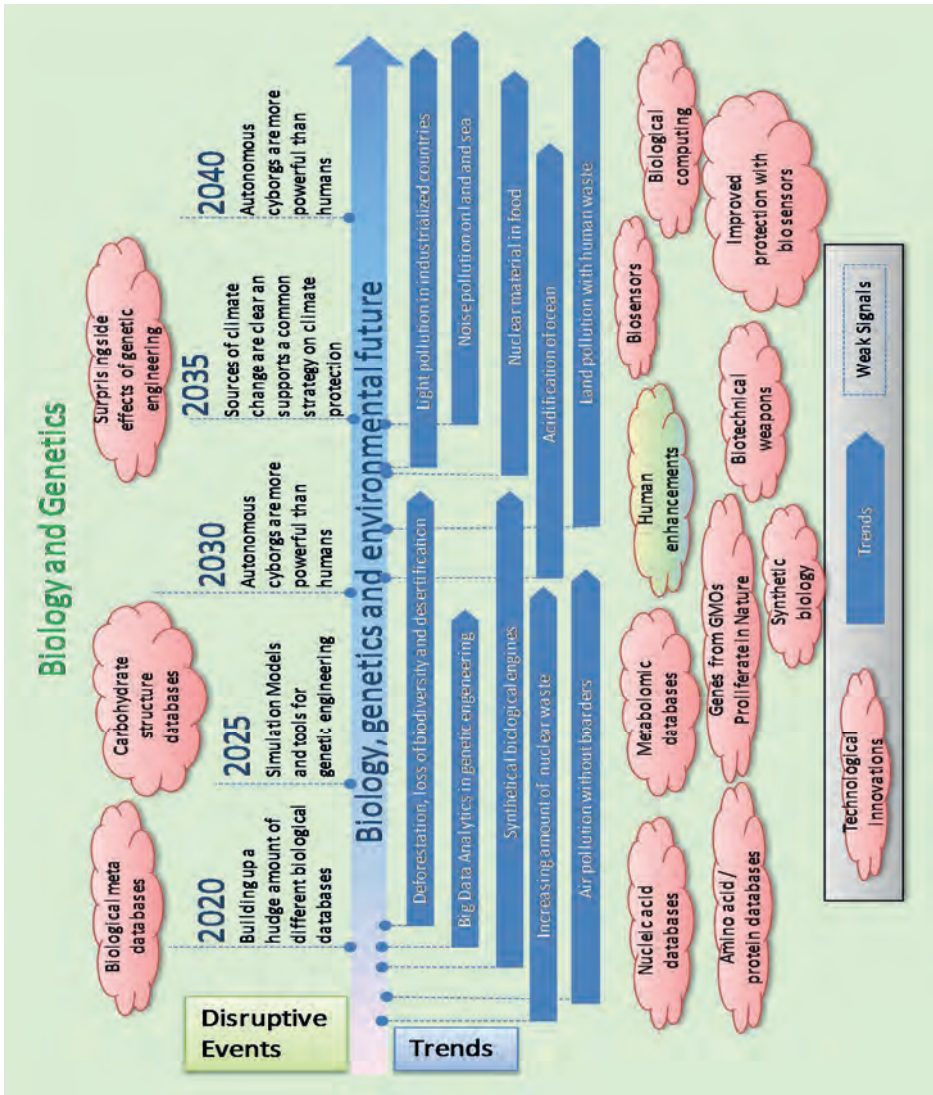 Biology and Genetics
Biological meta
databases
Carbohydrate
structure
databases
Surprising side
effects of genetic
engineering
Disruptive
Events
2020
Building up a
hudge amount of
different biological
databases
2025
Simulation Models
and tools for
genetic engineering
2030
Autonomous
cyborgs are more
powerful than
humans
2035
Sources of climate
change are clear an
supports a common
strategy on climate
protection
2040
Autonomous
cyborgs are more
powerful than
humans
Biology, genetics and environmental future
Trends
Deforestation, loss of biodiversity and desertification
Light pollution in industrialized countries
Big Data Analytics in genetic engeneering
Noise pollution on land and sea
Synthetical biological engines
Nuclear material in food
Increasing amount of nuclear waste
Acidification of ocean
Air pollution without boarders
Land pollution with human waste
Nucleic acid
databases
Metabolomic
databases
Human
enhancements
Biosensors
Biological
computing
Amino acid /
protein databases
Genes from GMOs
Proliferate in Nature
Synthetic
biology
Biotechnical
weapons
Improved
protection with
biosensors
Technological
Innovations
Trends
Weak Signals